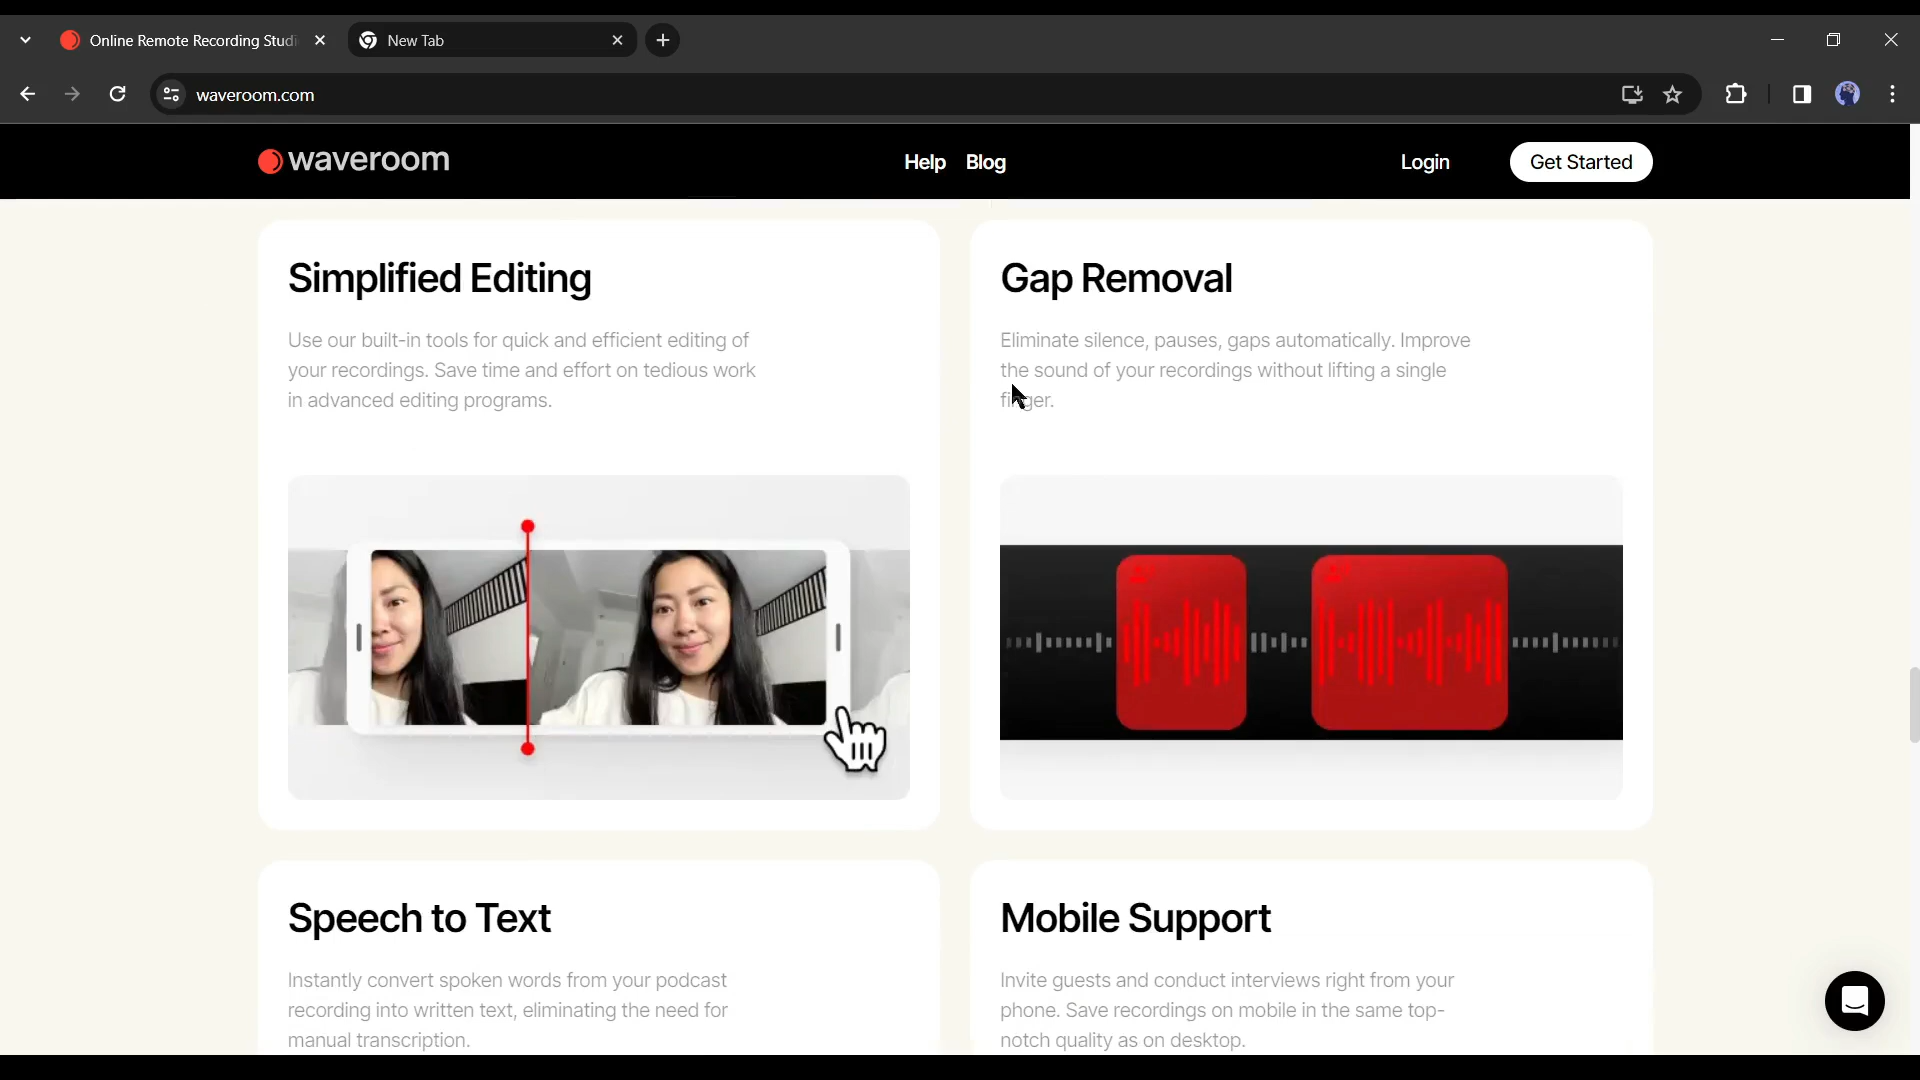 Online Remote Recording Studi
New Tab
waveroom.com
waveroom
Help
Blog
Login
Get Started
Simplified Editing
Use our built-in tools for quick and efficient editing of
your recordings. Save time and effort on tedious work
in advanced editing programs.
Gap Removal
Eliminate silence, pauses, gaps automatically. Improve
the sound of your recordings without lifting a single
finger.
Speech to Text
Instantly convert spoken words from your podcast
recording into written text, eliminating the need for
manual transcription.
Mobile Support
Invite guests and conduct interviews right from your
phone. Save recordings on mobile in the same top-
notch quality as on desktop.